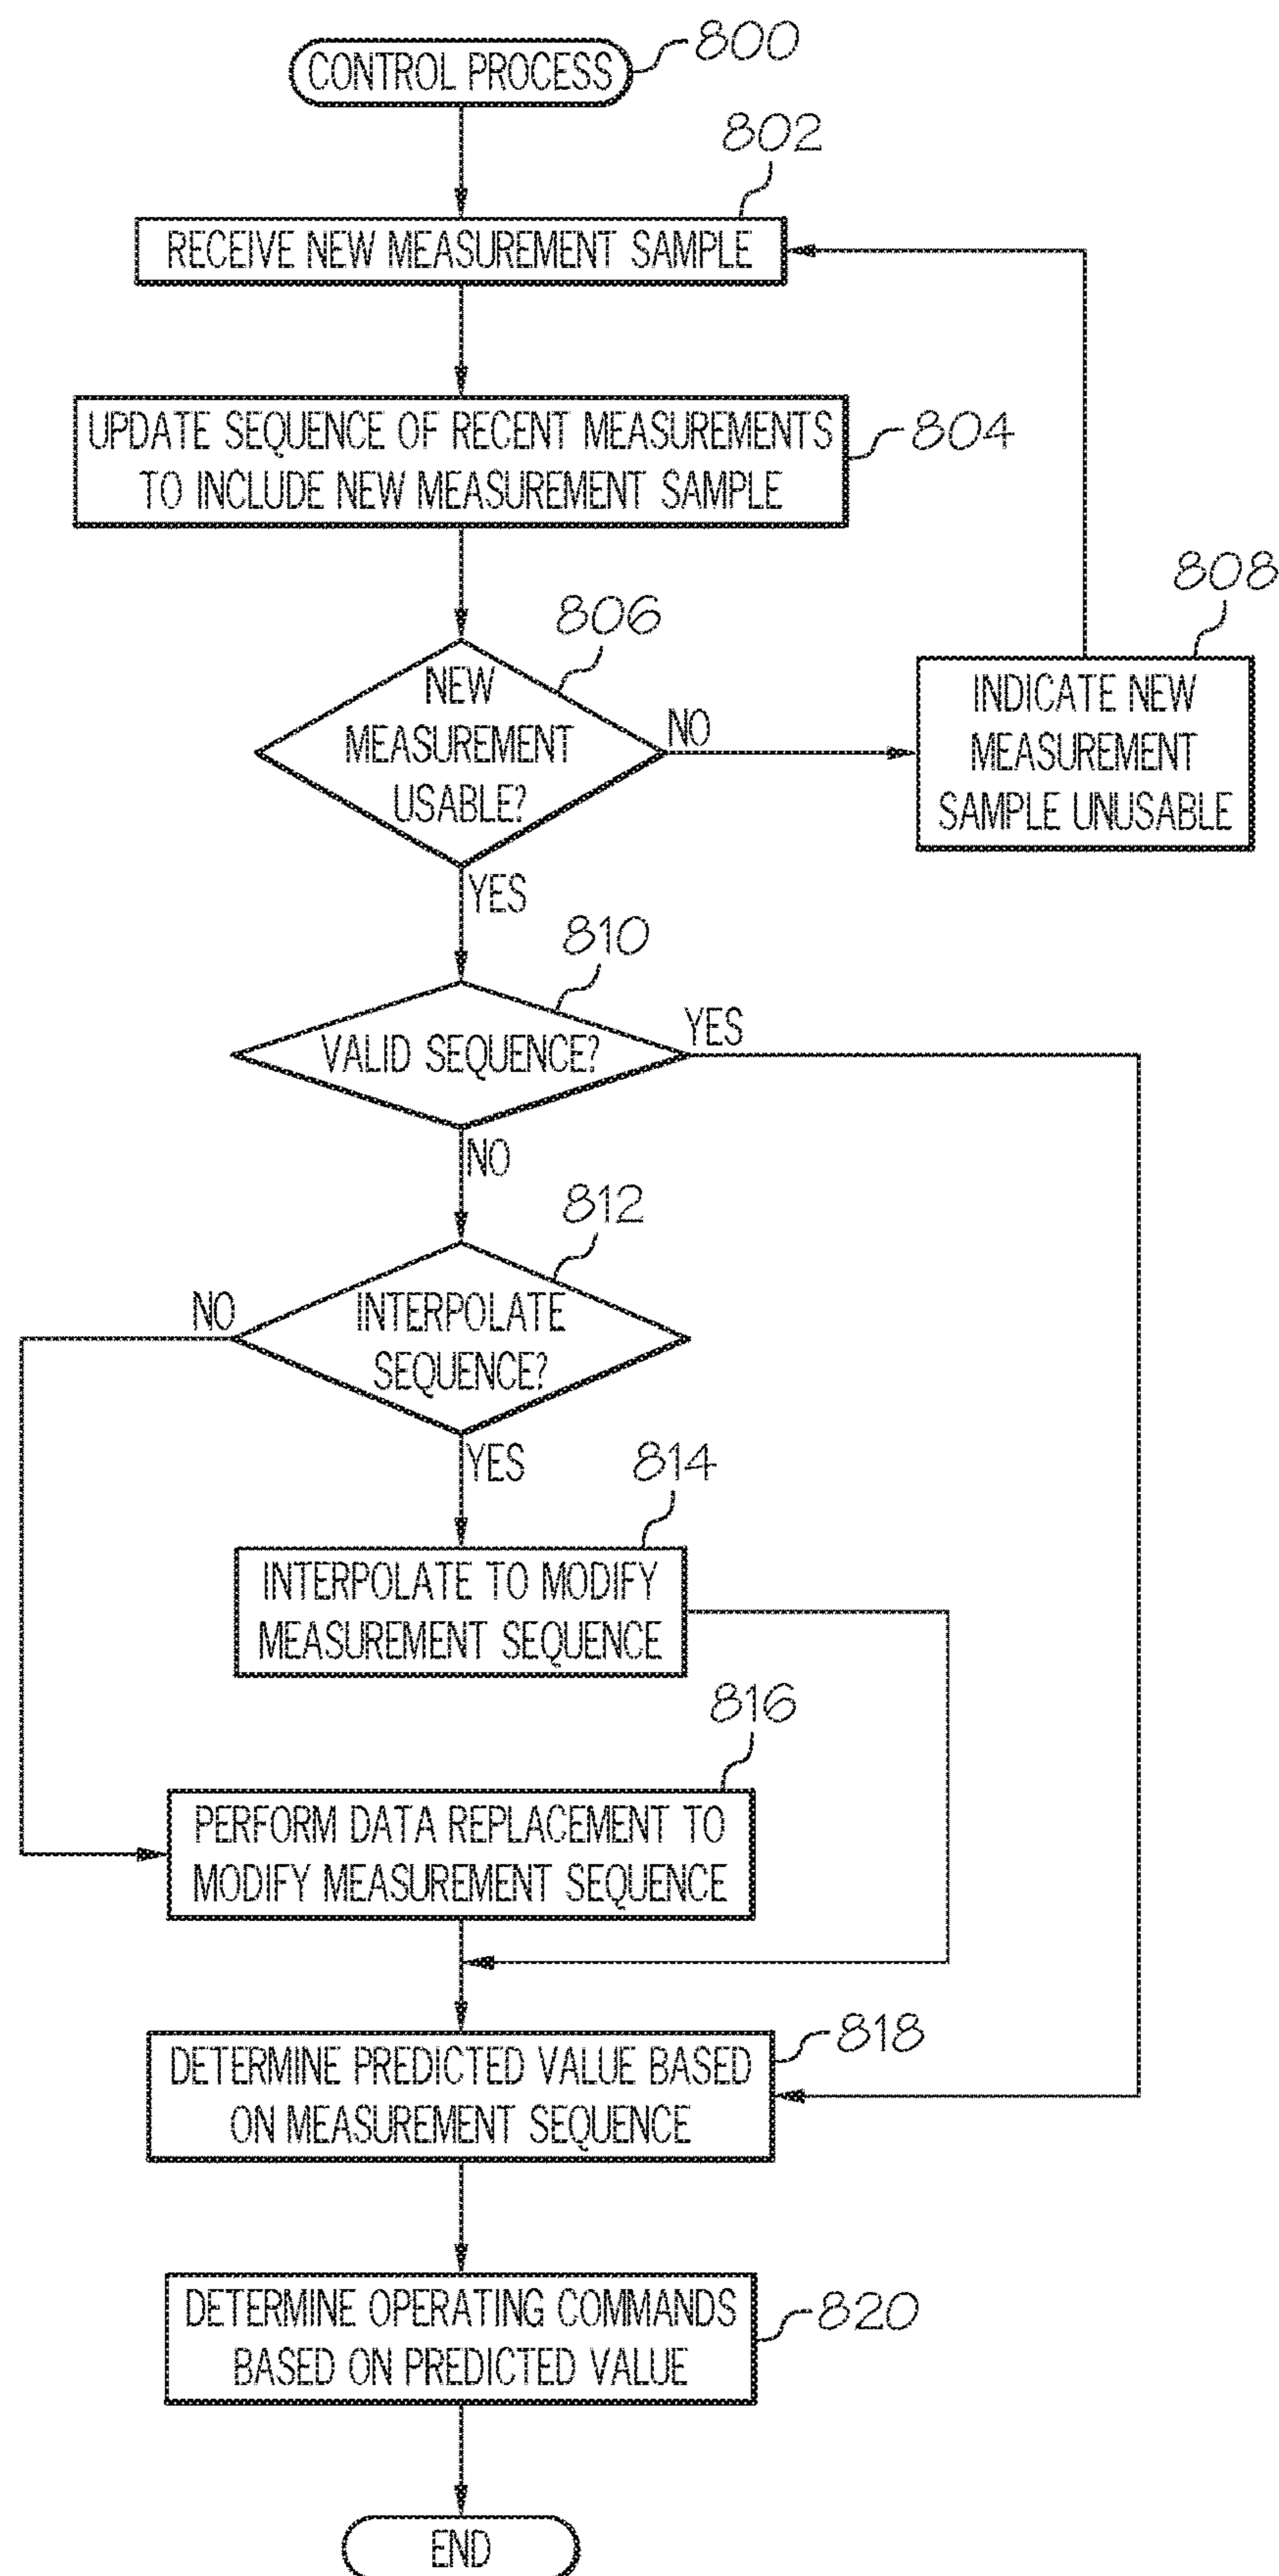 CONTROL PROCESS
800
802
RECEIVE NEW MEASUREMENT SAMPLE
UPDATE SEQUENCE OF RECENT MEASUREMENTS
TO INCLUDE NEW MEASUREMENT SAMPLE
804
806
NEW
MEASUREMENT
USABLE?
NO
808
INDICATE NEW
MEASUREMENT
SAMPLE UNUSABLE
YES
810
VALID SEQUENCE?
YES
NO
812
INTERPOLATE
SEQUENCE?
NO
YES
814
INTERPOLATE TO MODIFY
MEASUREMENT SEQUENCE
816
PERFORM DATA REPLACEMENT TO
MODIFY MEASUREMENT SEQUENCE
818
DETERMINE PREDICTED VALUE BASED
ON MEASUREMENT SEQUENCE
DETERMINE OPERATING COMMANDS
BASED ON PREDICTED VALUE
820
END